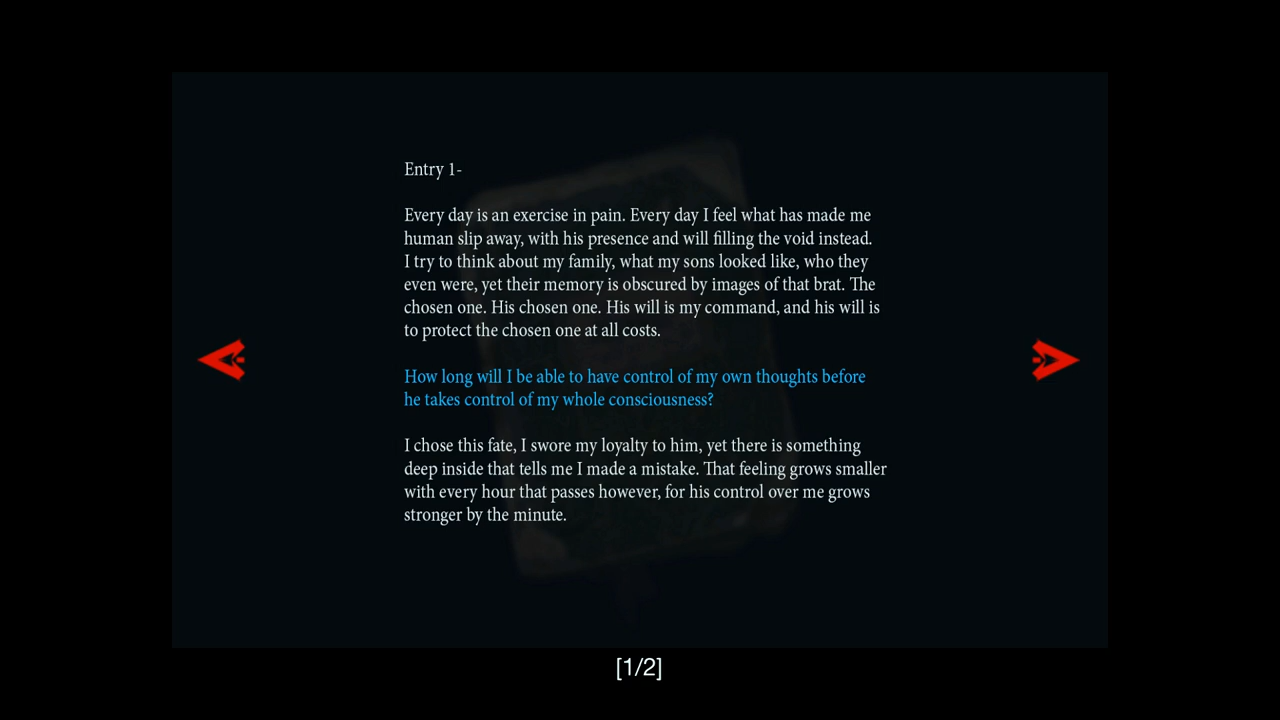 Entry 1-
Every day is an exercise in pain. Every day I feel what has made me
human slip away, with his presence and will filling the void instead.
I try to think about my family, what my sons looked like, who they
even were, yet their memory is obscured by images of that brat. The
chosen one. His chosen one. His will is my command, and his will is
to protect the chosen one at all costs.
How long will I be able to have control of my own thoughts before
he takes control of my whole consciousness?
I chose this fate, I swore my loyalty to him, yet there is something
deep inside that tells me I made a mistake. That feeling grows smaller
with every hour that passes however, for his control over me grows
stronger by the minute.
[1/2]